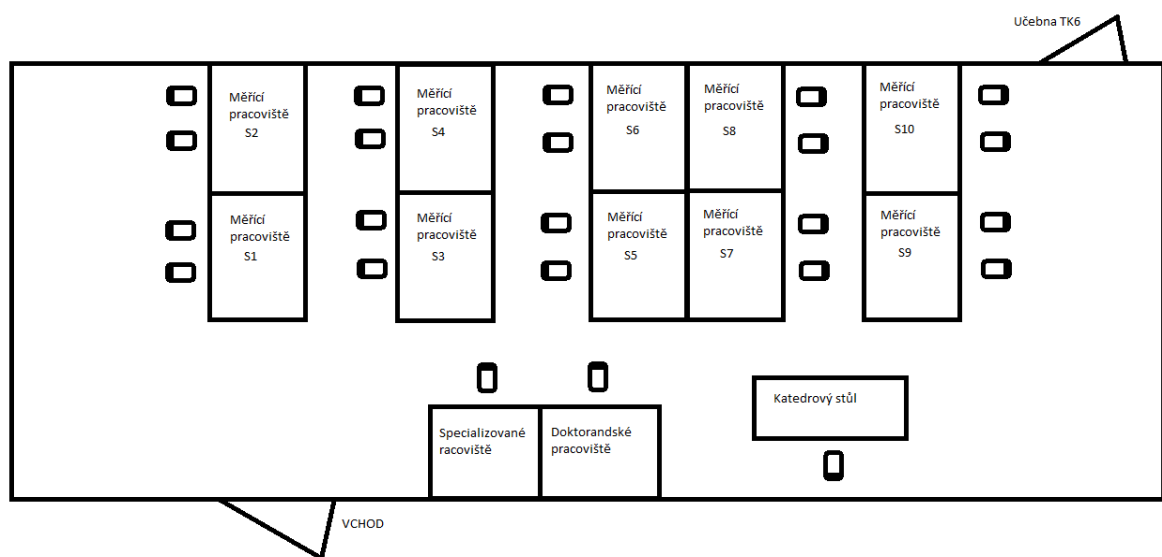 Učebna TK6
Měřící
pracoviště
S2
Měřící
pracoviště
S4
Měřící
pracoviště
S6
Měřící
pracoviště
S8
Měřící
pracoviště
S10
Měřící
pracoviště
S1
Měřící
pracoviště
S3
Měřící
pracoviště
S5
Měřící
pracoviště
S7
Měřící
pracoviště
S9
Katedrový stůl
Specializované
racoviště
Doktorandské
pracoviště
VCHOD